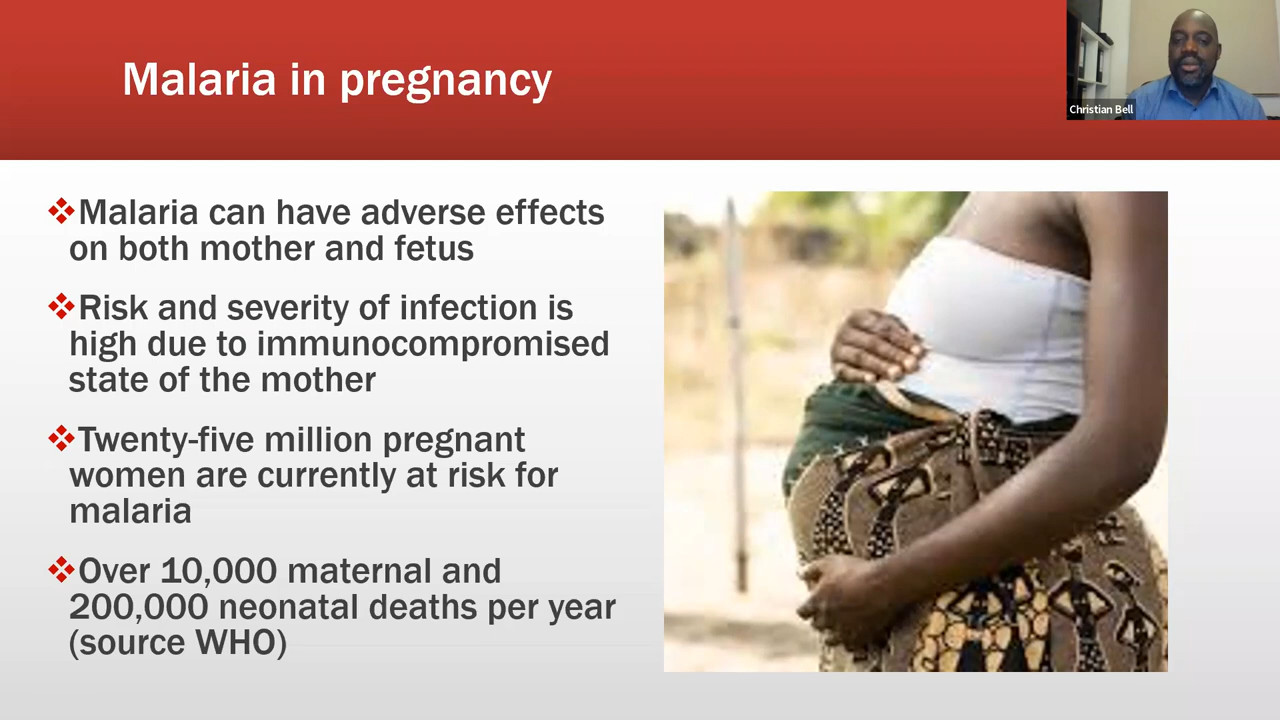 Malaria in pregnancy
Christian Bell
❖Malaria can have adverse effects
on both mother and fetus
❖Risk and severity of infection is
high due to immunocompromised
state of the mother
❖Twenty-five million pregnant
women are currently at risk for
malaria
❖Over 10,000 maternal and
200,000 neonatal deaths per year
(source WHO)